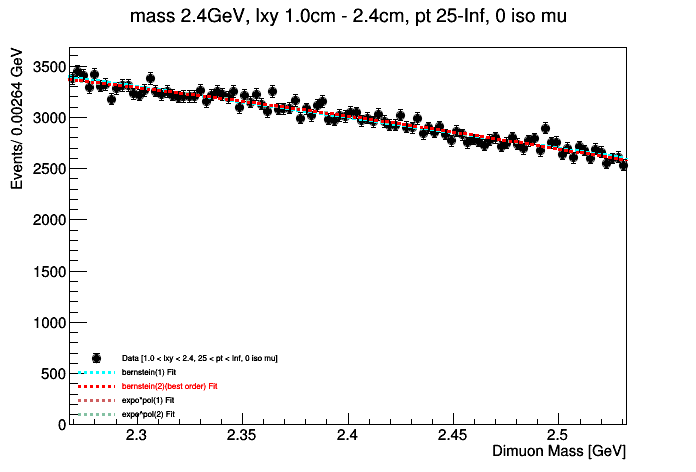 mass 2.4GeV, lxy 1.0cm - 2.4cm, pt 25-Inf, 0 iso mu
Events/ 0.00264 GeV
3500
3000
2500
2000
1500
1000
500
0
Data [1.0 < lxy < 2.4, 25 < pt < Inf, 0 iso mu]
bernstein(1) Fit
bernstein(2)(best order) Fit
expo*pol(1) Fit
expo*pol(2) Fit
2.3
2.35
2.4
2.45
2.5
Dimuon Mass [GeV]